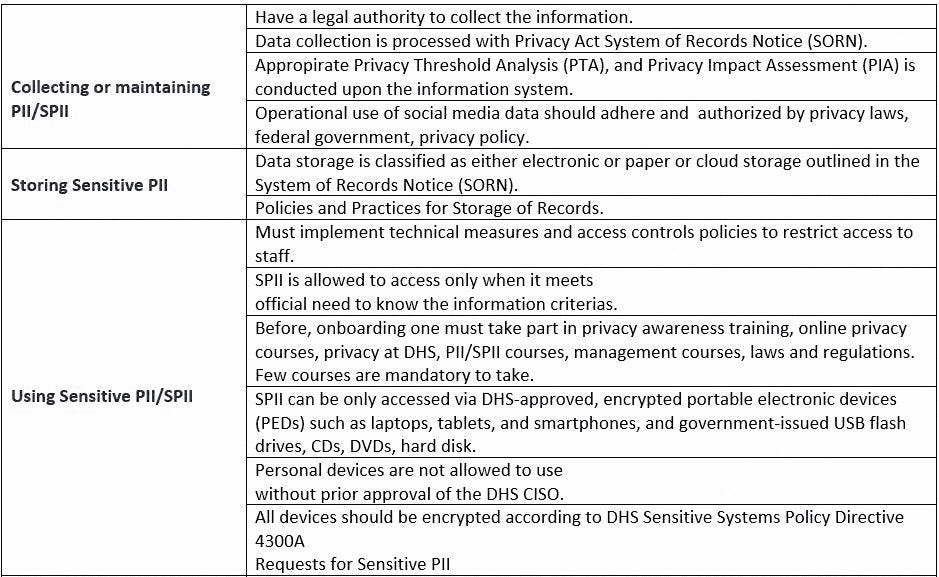 Have a legal authority to collect the information.
Data collection is processed with Privacy Act System of Records Notice (SORN).
Collecting or maintaining
PII/SPII
Appropirate Privacy Threshold Analysis (PTA), and Privacy Impact Assessment (PIA) is
conducted upon the information system.
Operational use of social media data should adhere and  authorized by privacy laws,
federal government, privacy policy.
Storing Sensitive PII
Data storage is classified as either electronic or paper or cloud storage outlined in the
System of Records Notice (SORN).
Policies and Practices for Storage of Records.
Using Sensitive PII/SPII
Must implement technical measures and access controls policies to restrict access to
staff.
SPII is allowed to access only when it meets
official need to know the information criterias.
Before, onboarding one must take part in privacy awareness training, online privacy
courses, privacy at DHS, PII/SPII courses, management courses, laws and regulations.
Few courses are mandatory to take.
SPII can be only accessed via DHS-approved, encrypted portable electronic devices
(PEDs) such as laptops, tablets, and smartphones, and government-issued USB flash
drives, CDs, DVDs, hard disk.
Personal devices are not allowed to use
without prior approval of the DHS CISO.
All devices should be encrypted according to DHS Sensitive Systems Policy Directive
4300A
Requests for Sensitive PII